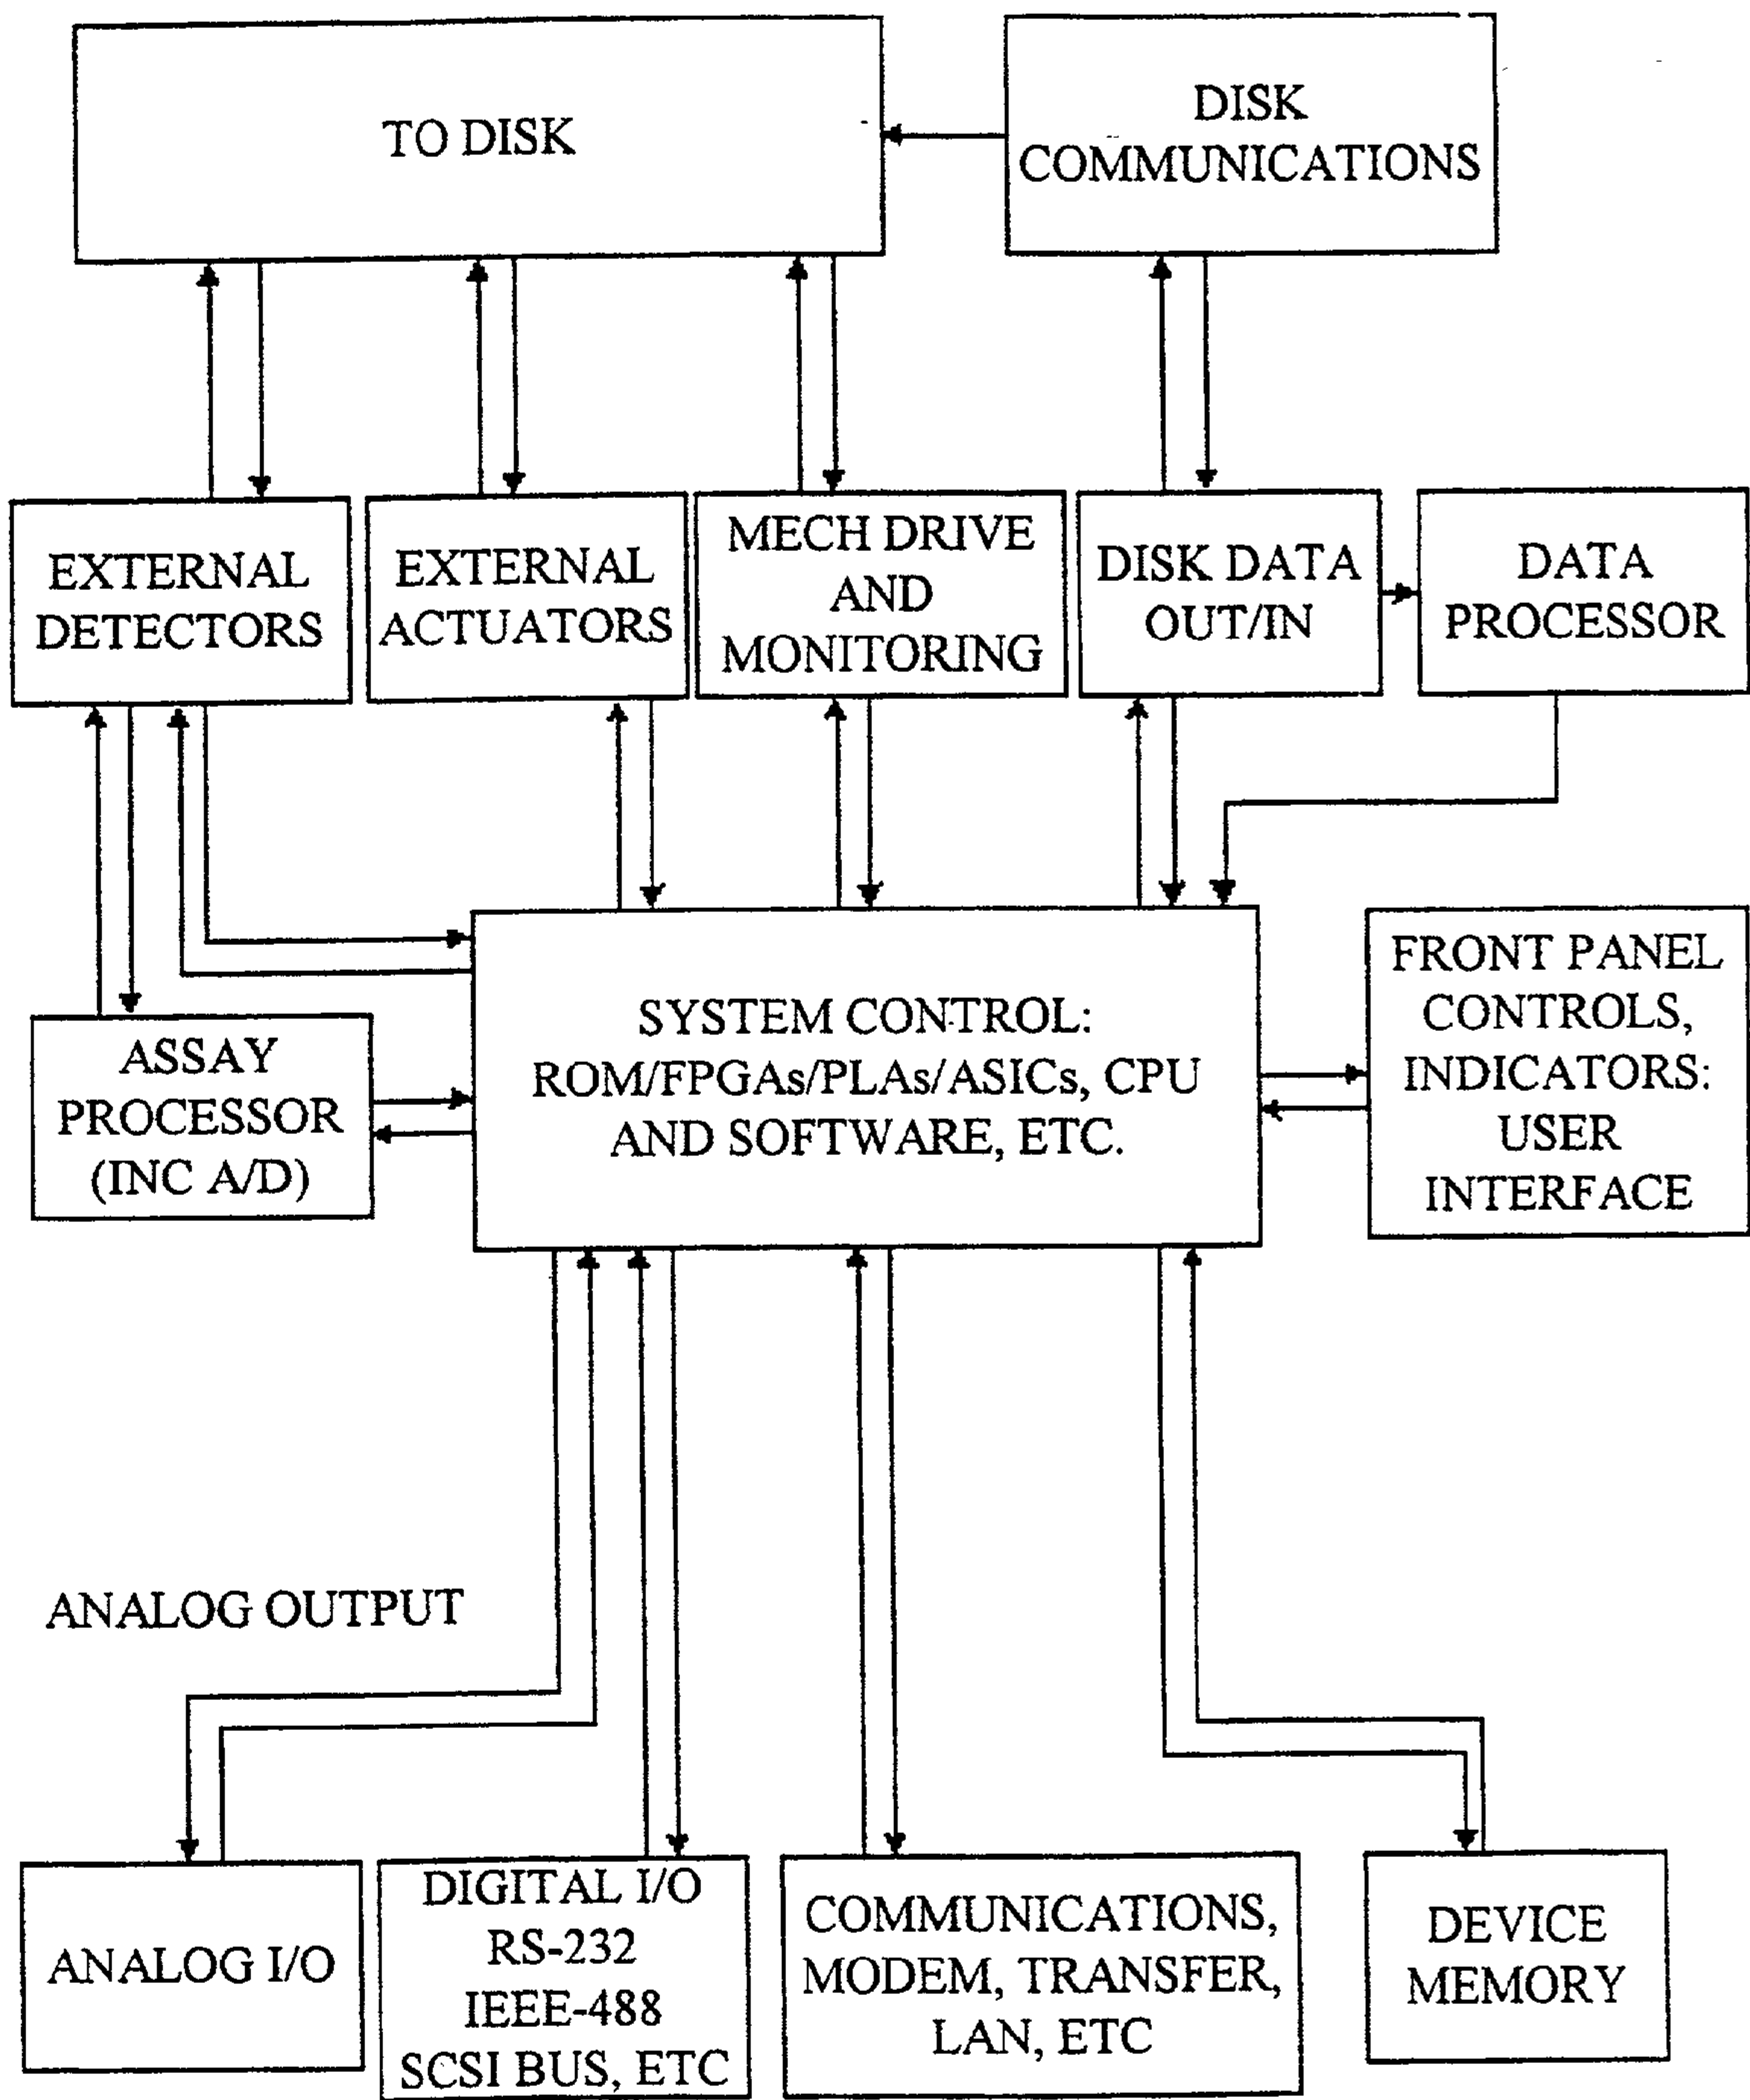 TO DISK
DISK
COMMUNICATIONS
EXTERNAL
DETECTORS
EXTERNAL
ACTUATORS
MECH DRIVE
AND
MONITORING
DISK DATA
OUT/IN
DATA
PROCESSOR
ASSAY
PROCESSOR
(INC A/D)
SYSTEM CONTROL:
ROM/FPGAs/PLAs/ASICs, CPU
AND SOFTWARE, ETC.
FRONT PANEL
CONTROLS,
INDICATORS:
USER
INTERFACE
ANALOG OUTPUT
ANALOG I/O
DIGITAL I/O
RS-232
IEEE-488
SCSI BUS, ETC
COMMUNICATIONS,
MODEM, TRANSFER,
LAN, ETC
DEVICE
MEMORY